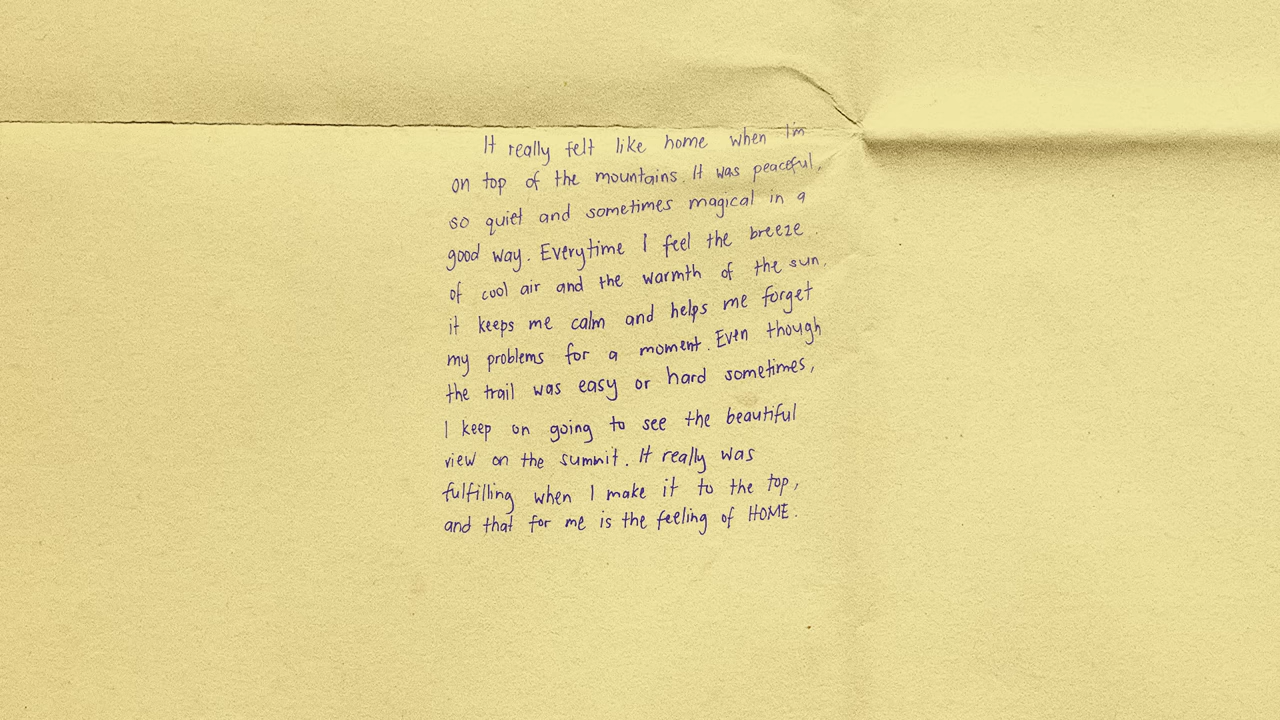 It really felt like home when I'm
on top of the mountains. It was peaceful,
so quiet and sometimes magical in a
good way. Everytime I feel the breeze
of cool air and the warmth of the sun,
it keeps me calm and helps me forget
my problems for a moment. Even though
the trail was easy or hard sometimes,
I keep on going to see the beautiful
view on the summit. It really was
fulfilling when I make it to the top,
and that for me is the feeling of HOME.